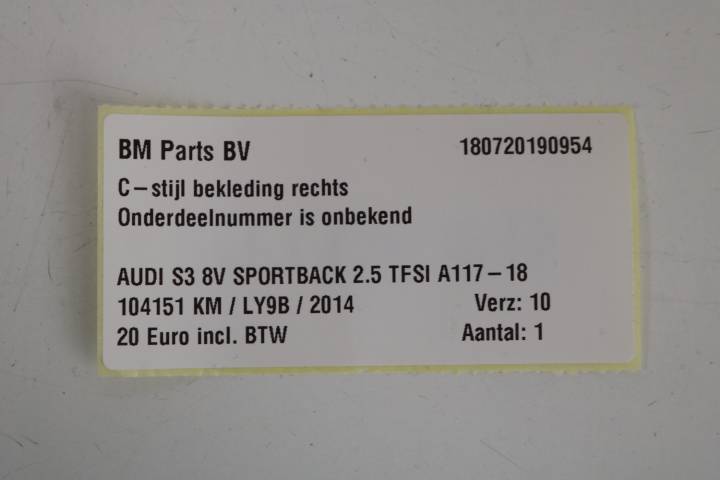 BM Parts BV 180720190954
C-stijl bekleding rechts
Onderdeelnummer is onbekend
AUDI S3 8V SPORTBACK 2.5 TFSI A117-18
104151 KM / LY9B / 2014 Verz: 10
20 Euro incl. BTW Aantal: 1